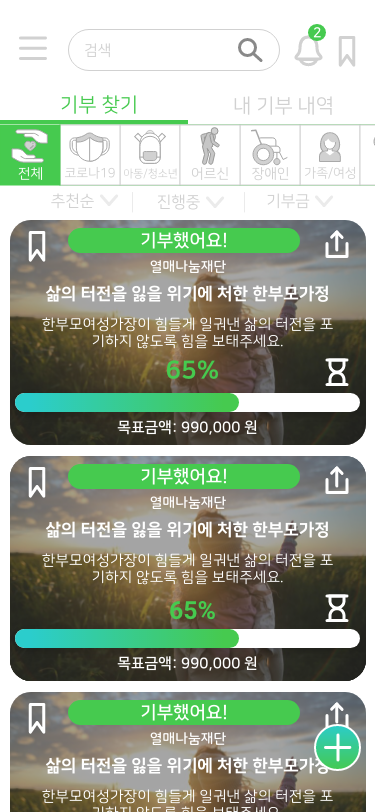 2
검색
기부 찾기
내 기부 내역
전체
코로나19
아동/청소년
어르신
장애인
가족/여성
추천순
진행중
기부금
기부했어요!
열매나눔재단
삶의 터전을 잃을 위기에 처한 한부모가정
한부모여성가장이 힘들게 일궈낸 삶의 터전을 포
기하지 않도록 힘을 보태주세요.
65%
목표금액: 990,000 원
기부했어요!
열매나눔재단
삶의 터전을 잃을 위기에 처한 한부모가정
한부모여성가장이 힘들게 일궈낸 삶의 터전을 포
기하지 않도록 힘을 보태주세요.
65%
목표금액: 990,000 원
기부했어요!
열매나눔재단
삶의 터전을 잃을 위기에 처한 한부모가정
한부모여성가장이 힘들게 일궈낸 삶의 터전을 포
기하지 않도록 힘을 보태주세요.